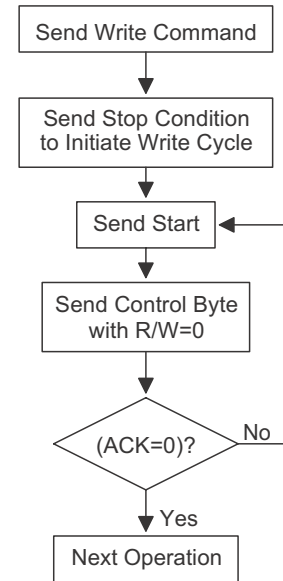 Send Write Command
Send Stop Condition
to Initiate Write Cycle
Send Start
Send Control Byte
with R/W=0
(ACK=0)?
No
Yes
Next Operation